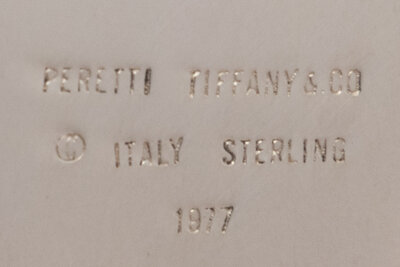 PERETTI TIFFANY & CO
© ITALY STERLING
1977